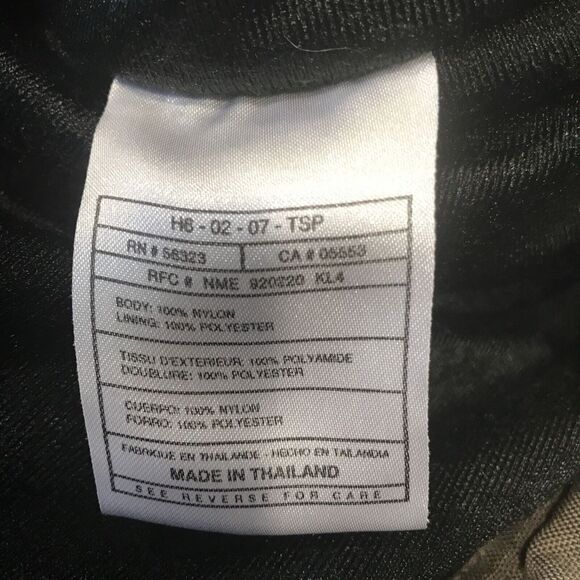 H6 - 02 - 07 - TSP
RN # 56323 CA # 05553
RFC # NME 920220 KL4
BODY: 100% NYLON
LINING: 100% POLYESTER
TISSU D'EXTERIEUR: 100% POLYAMIDE
DOUBLURE: 100% POLYESTER
CUERPO: 100% NYLON
FORRO: 100% POLYESTER
FABRIQUE EN THAILANDE - HECHO EN TAILANDIA
MADE IN THAILAND
SEE REVERSE FOR CARE